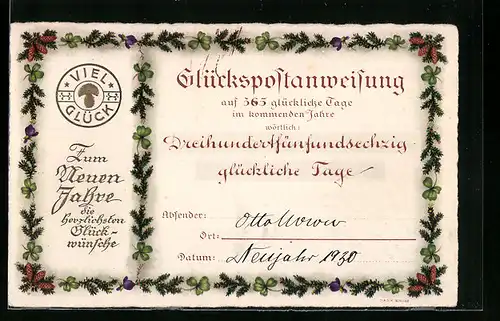 VIEL GLÜCK
Zum
Neuen
Jahre
die
herzlichsten
Glück-
wünsche
Glückspostanweisung
auf 365 glückliche Tage
im kommenden Jahre
wörtlich:
Dreihundertfünfundsechzig
glückliche Tage
Absender: Otto
Ort:
Datum: Neujahr 1930